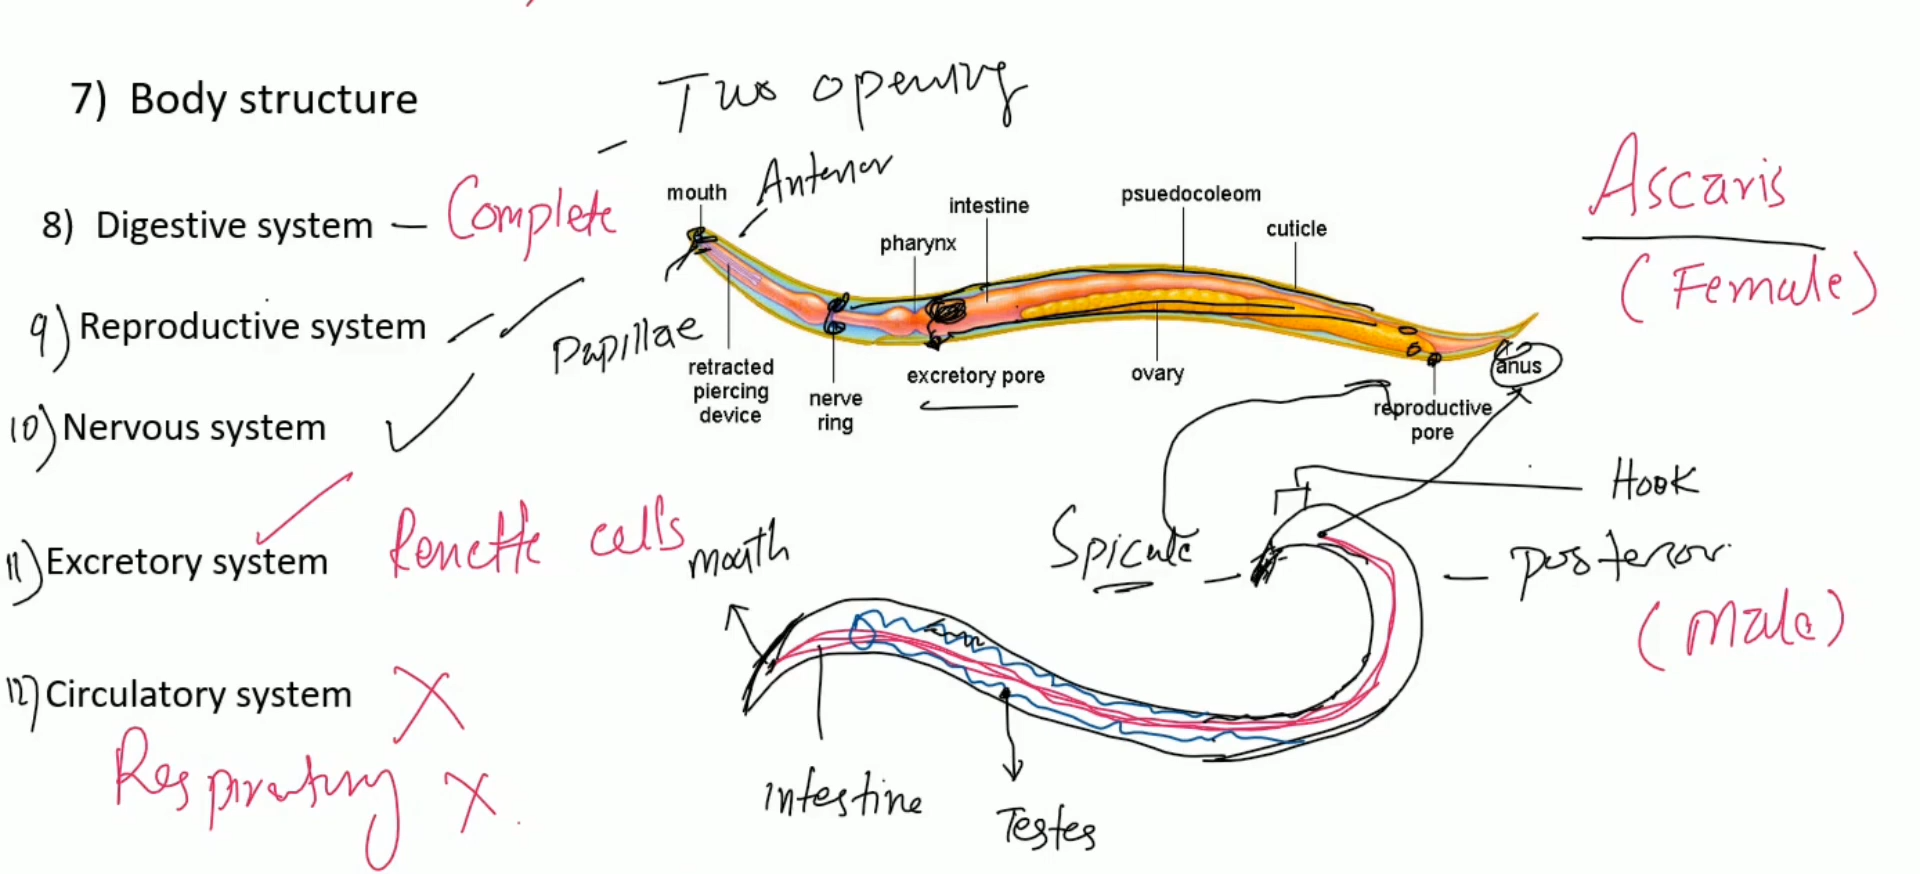 7) Body structure
Two opening
8) Digestive system – Complete
9) Reproductive system
10) Nervous system
11) Excretory system
Renette cells
12) Circulatory system X
Respiratory X
Anterior
mouth
psuedocoleom
intestine
cuticle
pharynx
Papillae
retracted
piercing
device
nerve
ring
excretory pore
ovary
anus
reproductive
pore
Ascaris
(Female)
Hook
Spicule
posterior
(Male)
mouth
intestine
Testes